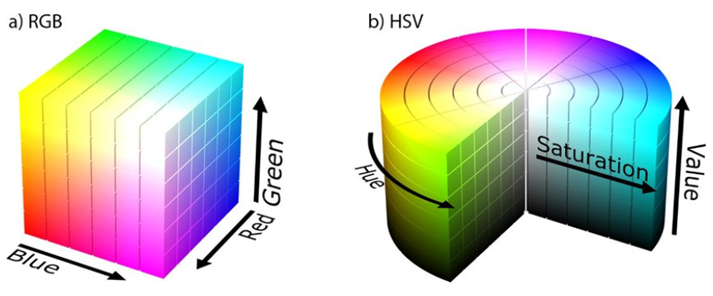 a) RGB
b) HSV
Green
Red
Blue
Hue
Saturation
Value